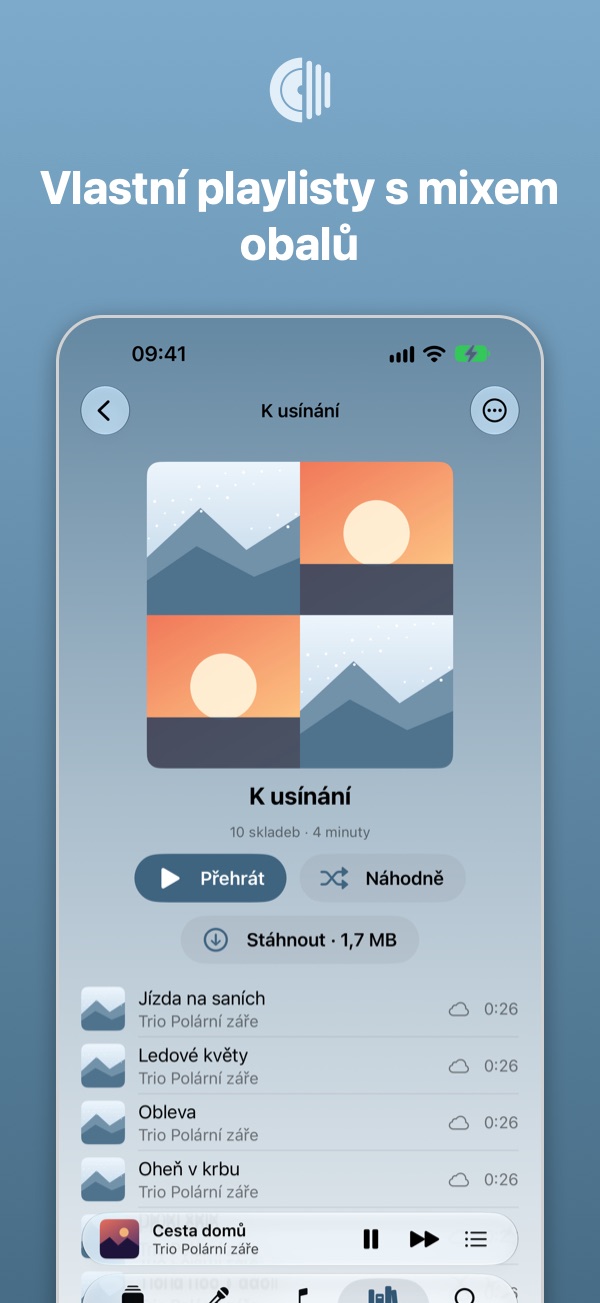 Vlastní playlisty s mixem
obalů
09:41
K usínání
K usínání
10 skladeb · 4 minuty
Přehrát
Náhodně
Stáhnout · 1,7 MB
Jízda na saních
0:26
Trio Polární záře
Ledové květy
0:26
Trio Polární záře
Obleva
0:26
Trio Polární záře
Oheň v krbu
0:26
Trio Polární záře
Cesta domů
Trio Polární záře